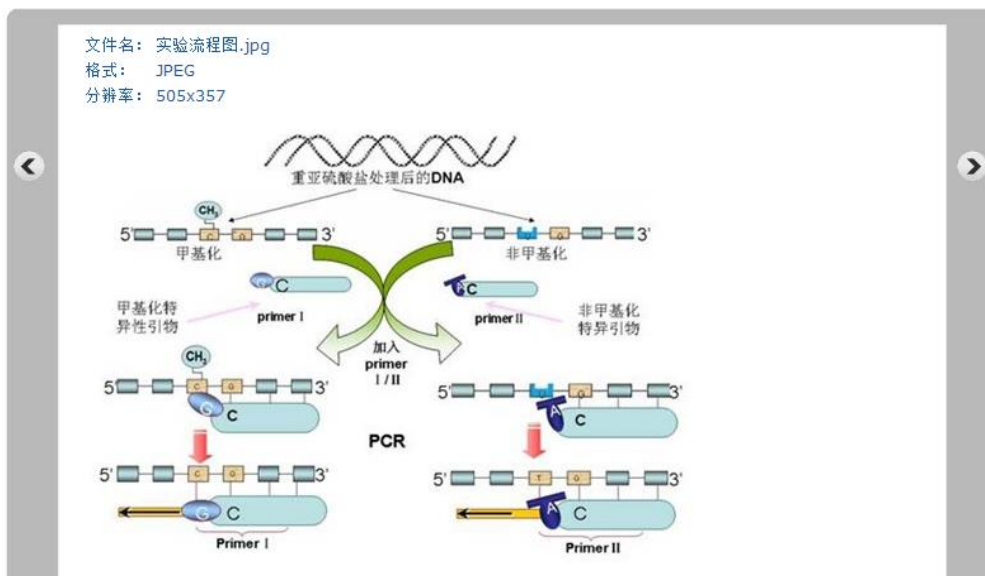 文件名： 实验流程图.jpg
格式： JPEG
分辨率： 505x357
重亚硫酸盐处理后的DNA
CH₃
5' C G 3'
甲基化
5' G 3'
非甲基化
G C
primer I
A C
primer II
甲基化特
异性引物
非甲基化
特异引物
加入
primer
I / II
CH₃
5' C G 3'
G C
5' G 3'
A C
PCR
5' C G 3'
G C
Primer I
5' T G 3'
A C
Primer II